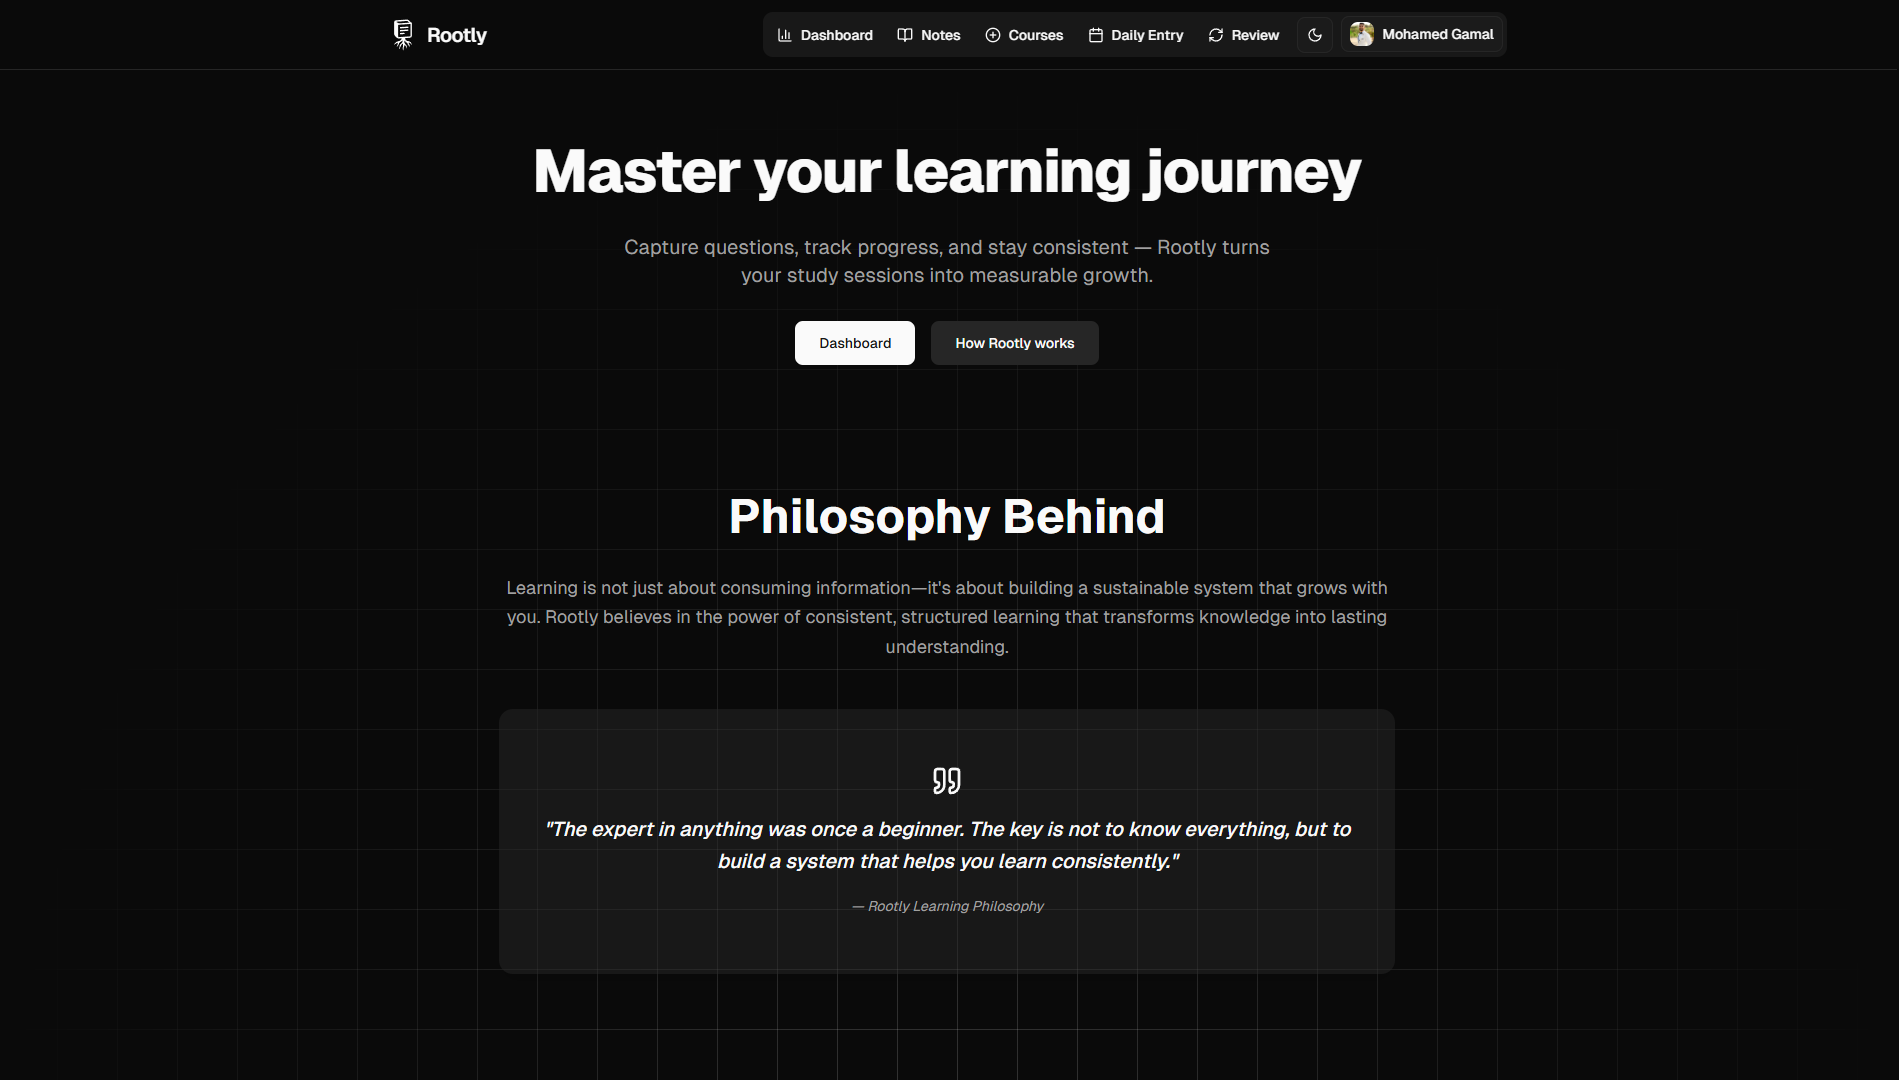 Rootly
Dashboard
Notes
Courses
Daily Entry
Review
Mohamed Gamal
Master your learning journey
Capture questions, track progress, and stay consistent — Rootly turns
your study sessions into measurable growth.
Dashboard
How Rootly works
Philosophy Behind
Learning is not just about consuming information—it's about building a sustainable system that grows with
you. Rootly believes in the power of consistent, structured learning that transforms knowledge into lasting
understanding.
"The expert in anything was once a beginner. The key is not to know everything, but to
build a system that helps you learn consistently."
— Rootly Learning Philosophy